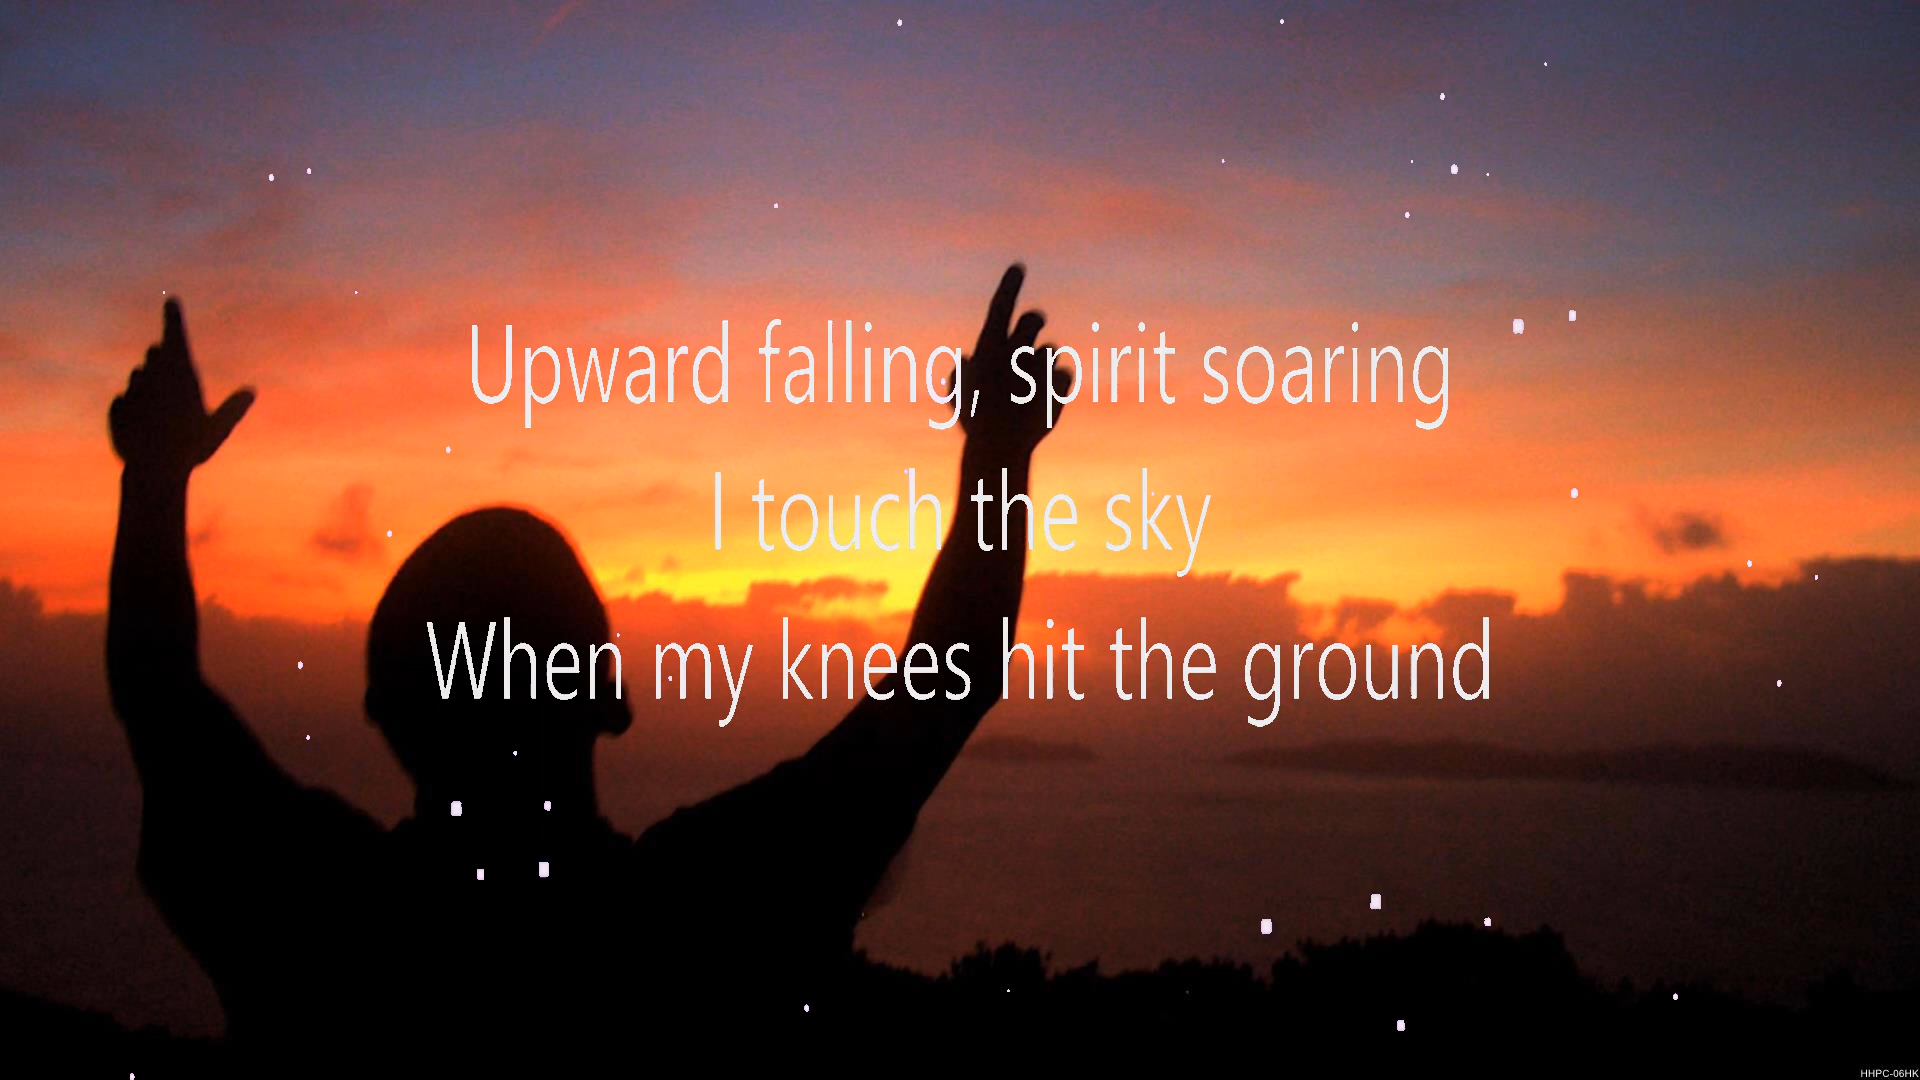 Upward falling, spirit soaring
I touch the sky
When my knees hit the ground
HHPC-06HK